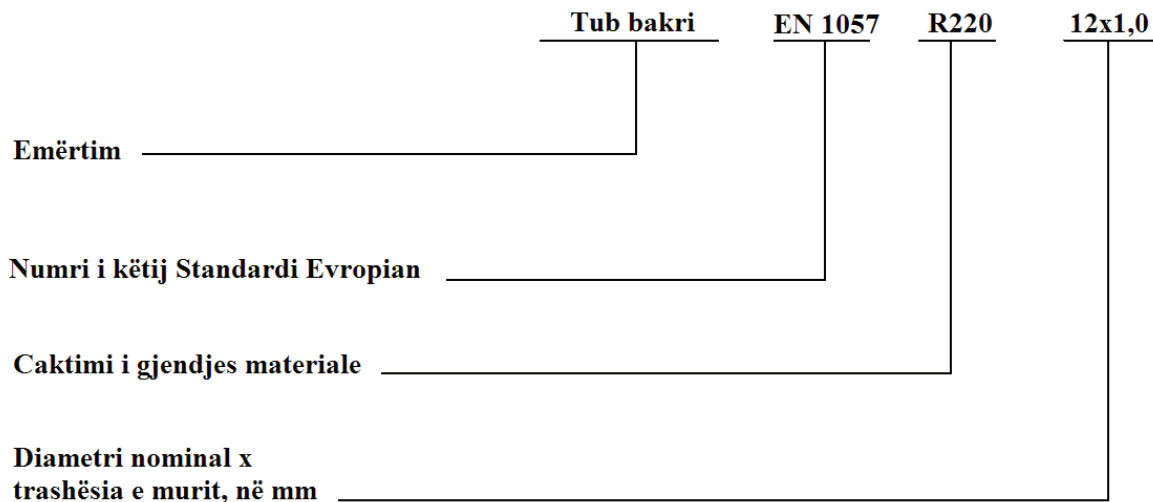 Tub bakri EN 1057 R220 12x1,0
Emërtim
Numri i këtij Standardi Evropian
Caktimi i gjendjes materiale
Diametri nominal x
trashësia e murit, në mm